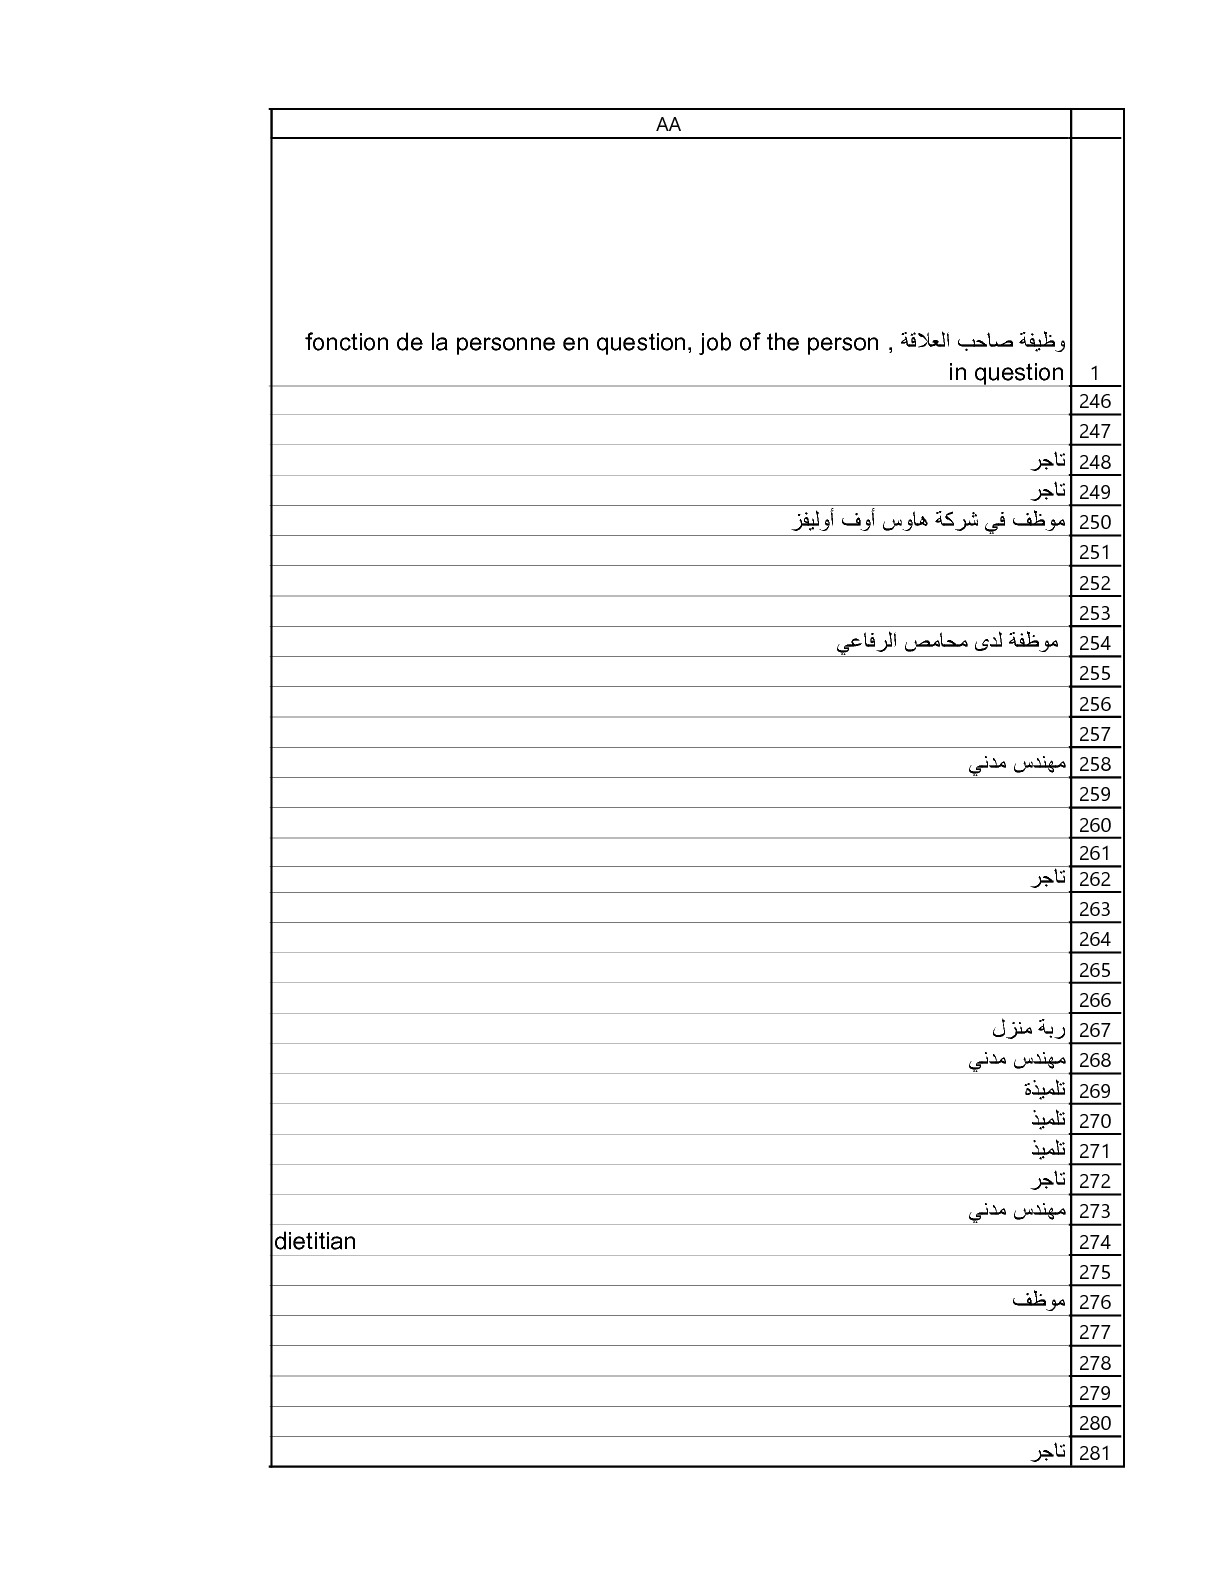 AA
وظيفة صاحب العلاقة , fonction de la personne en question, job of the person
in question
1
246
247
248 تاجر
249 تاجر
250 موظف في شركة هاوس أوف أوليفز
251
252
253
254 موظفة لدى محامص الرفاعي
255
256
257
258 مهندس مدني
259
260
261
262 تاجر
263
264
265
266
267 ربة منزل
268 مهندس مدني
269 تلميذة
270 تلميذ
271 تلميذ
272 تاجر
273 مهندس مدني
274 dietitian
275
276 موظف
277
278
279
280
281 تاجر